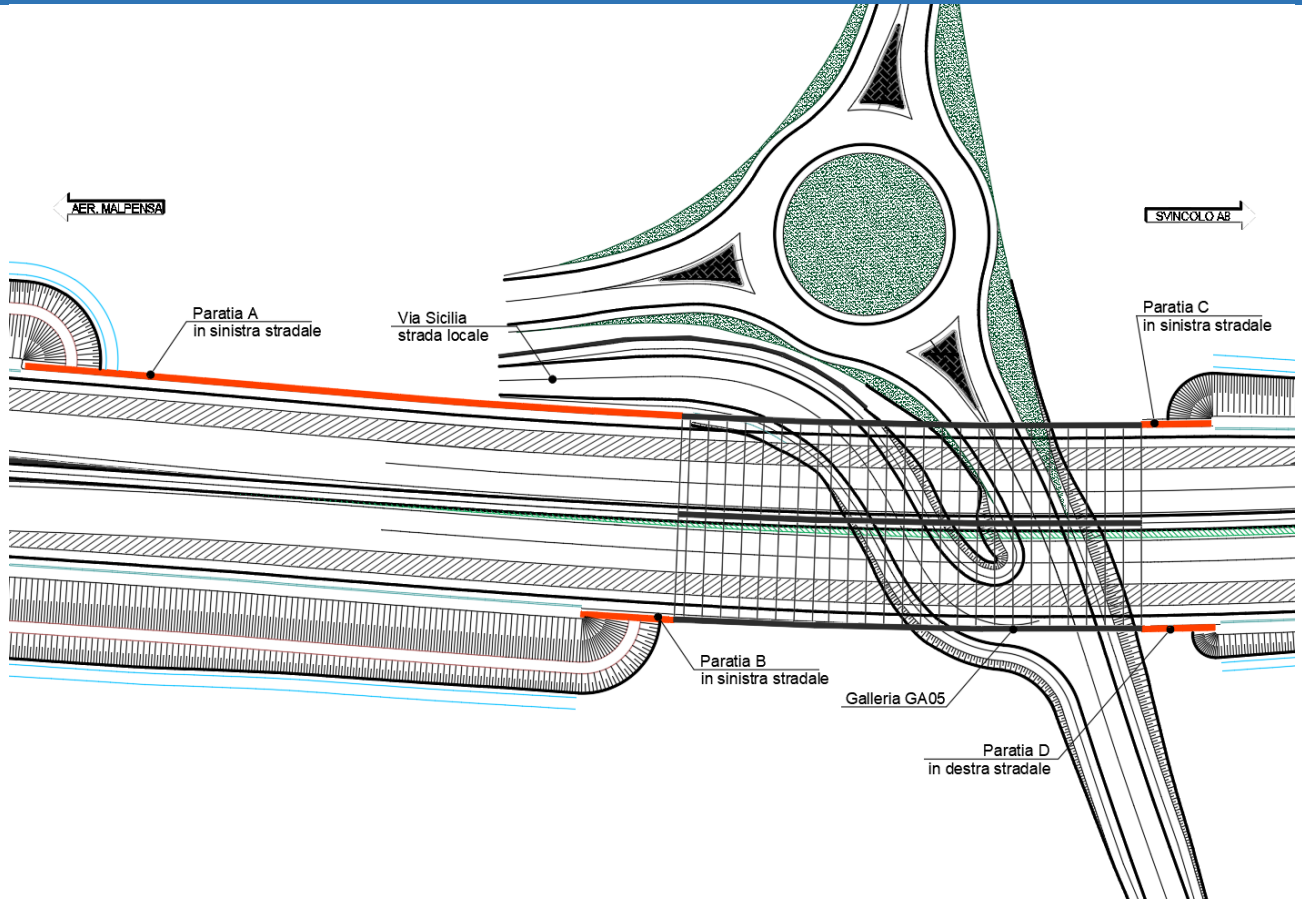 AER. MALPENSA
SVINCOLO A8
Paratia A
in sinistra stradale
Via Sicilia
strada locale
Paratia C
in sinistra stradale
Paratia B
in sinistra stradale
Galleria GA05
Paratia D
in destra stradale